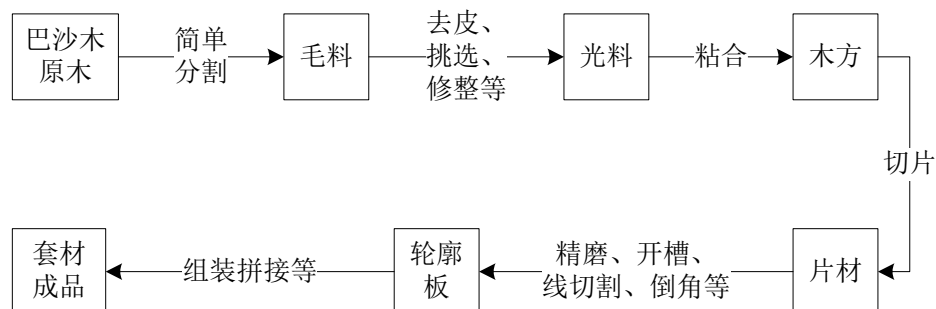 巴沙木
原木
简单
分割
毛料
去皮、
挑选、
修整等
光料
粘合
木方
切片
片材
精磨、开槽、
线切割、倒角等
轮廓
板
组装拼接等
套材
成品